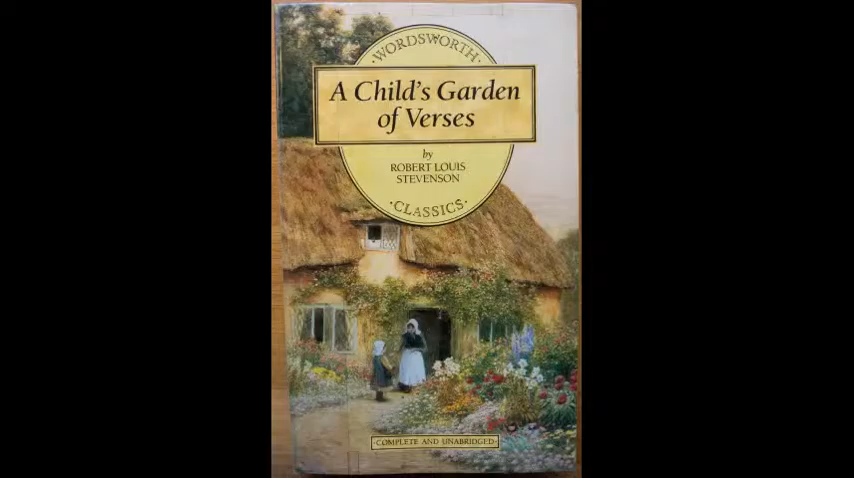 ·WORDSWORTH·
A Child's Garden
of Verses
by
ROBERT LOUIS
STEVENSON
·CLASSICS·
·COMPLETE AND UNABRIDGED·